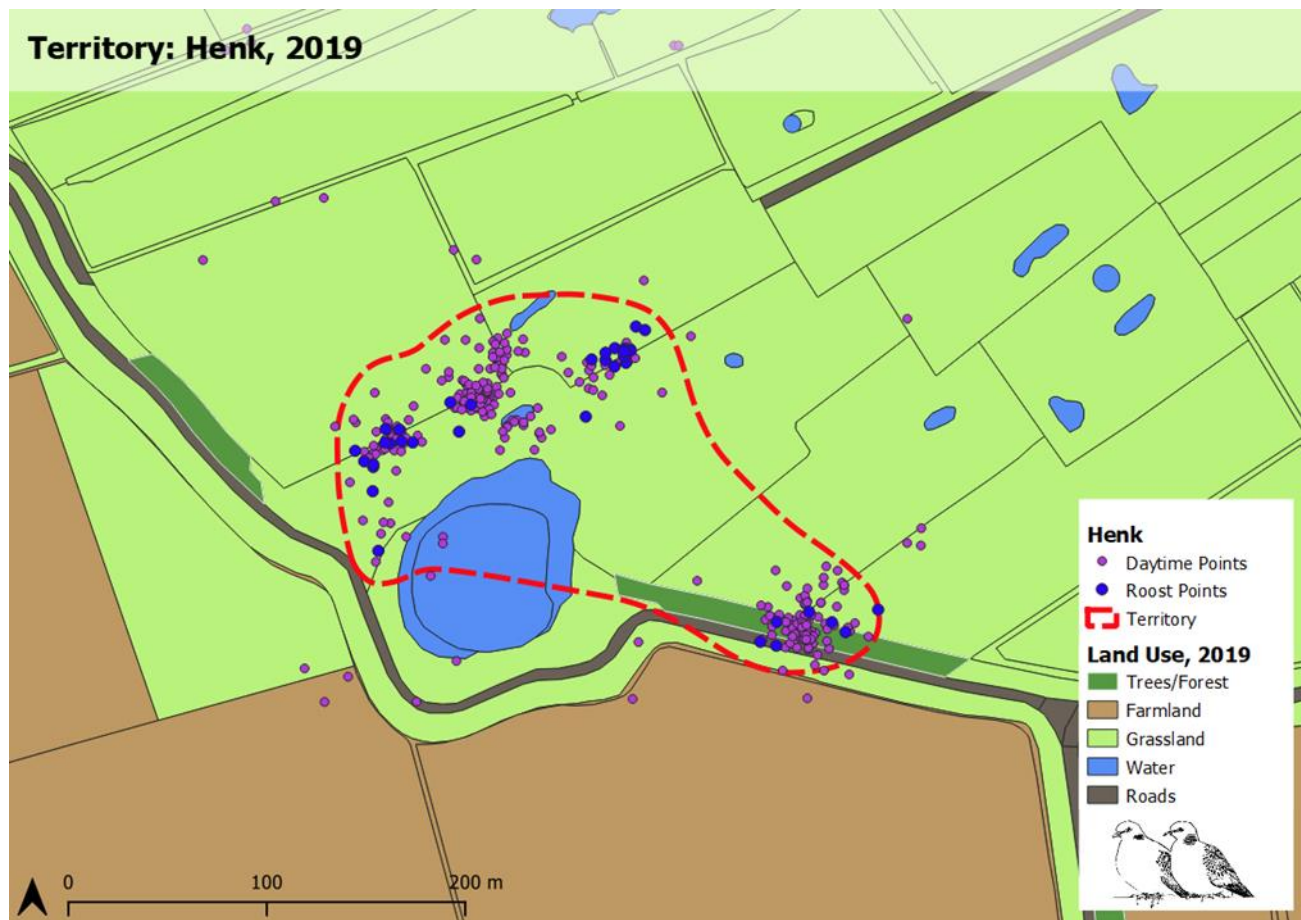 Territory: Henk, 2019
Henk
Daytime Points
Roost Points
Territory
Land Use, 2019
Trees/Forest
Farmland
Grassland
Water
Roads
0 100 200 m